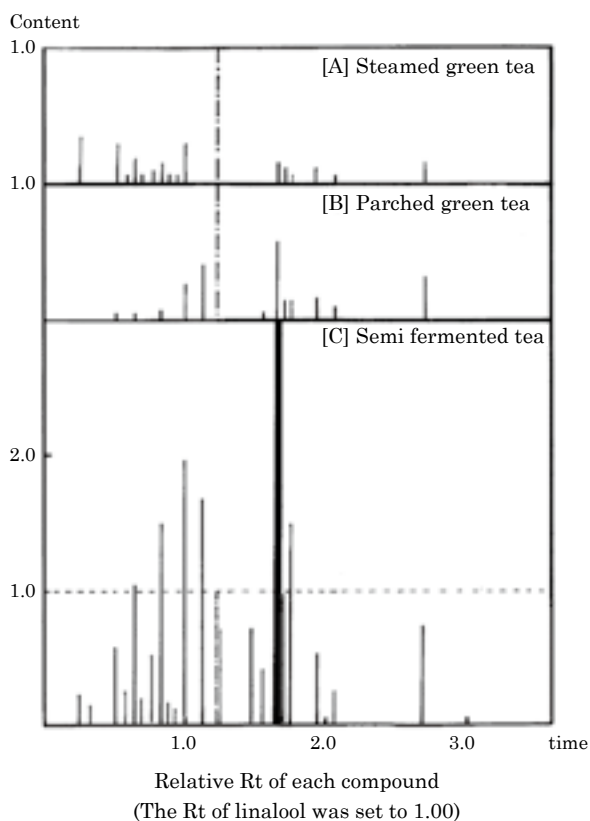 Content
1.0
[A] Steamed green tea
1.0
[B] Parched green tea
[C] Semi fermented tea
2.0
1.0
1.0 2.0 3.0 time
Relative Rt of each compound
(The Rt of linalool was set to 1.00)